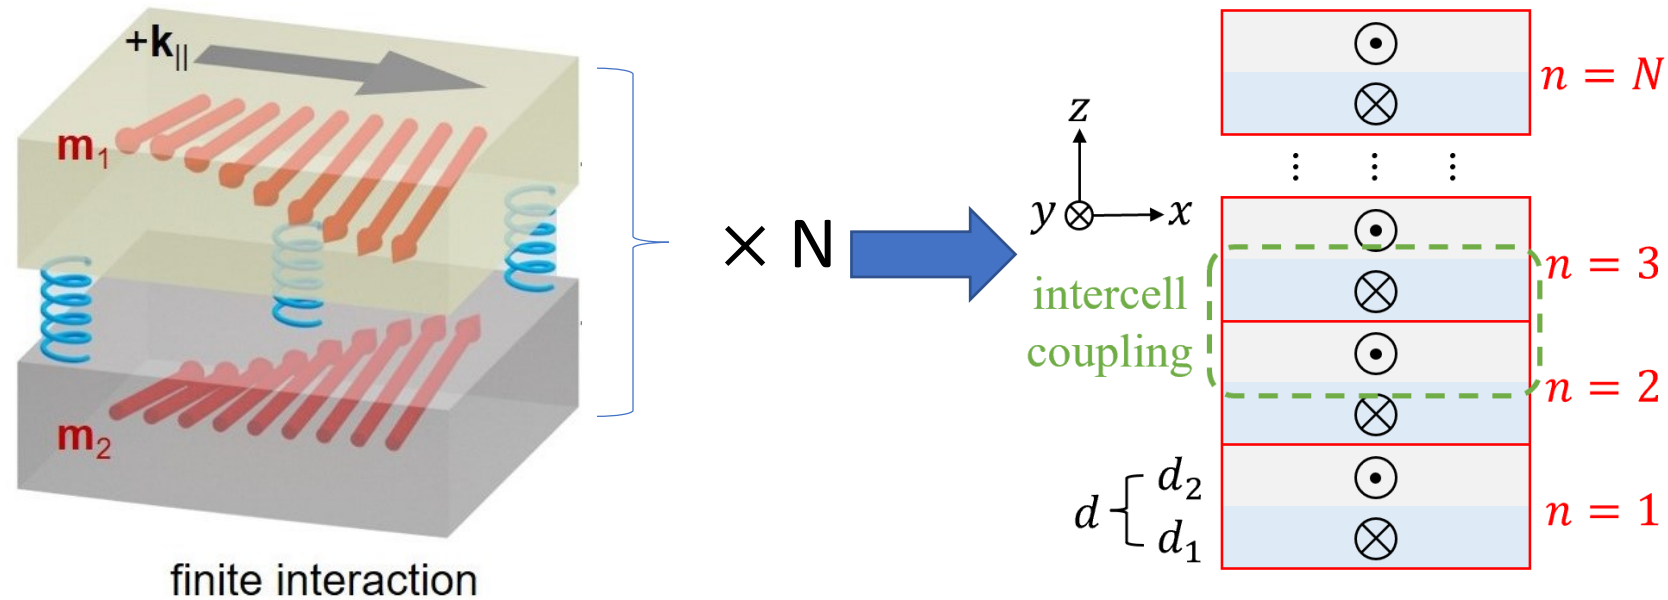 +k||
m1
m2
finite interaction
× N
z
y
x
intercell
coupling
d
d2
d1
n = N
n = 3
n = 2
n = 1